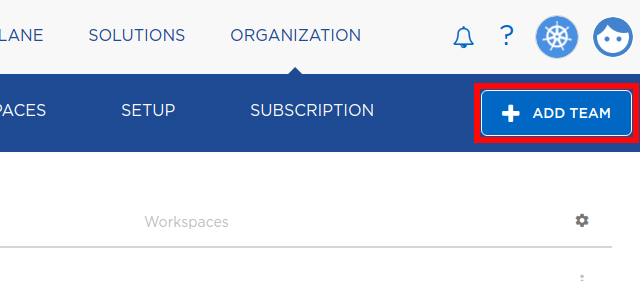 LANE SOLUTIONS ORGANIZATION ?
PACES SETUP SUBSCRIPTION + ADD TEAM
Workspaces